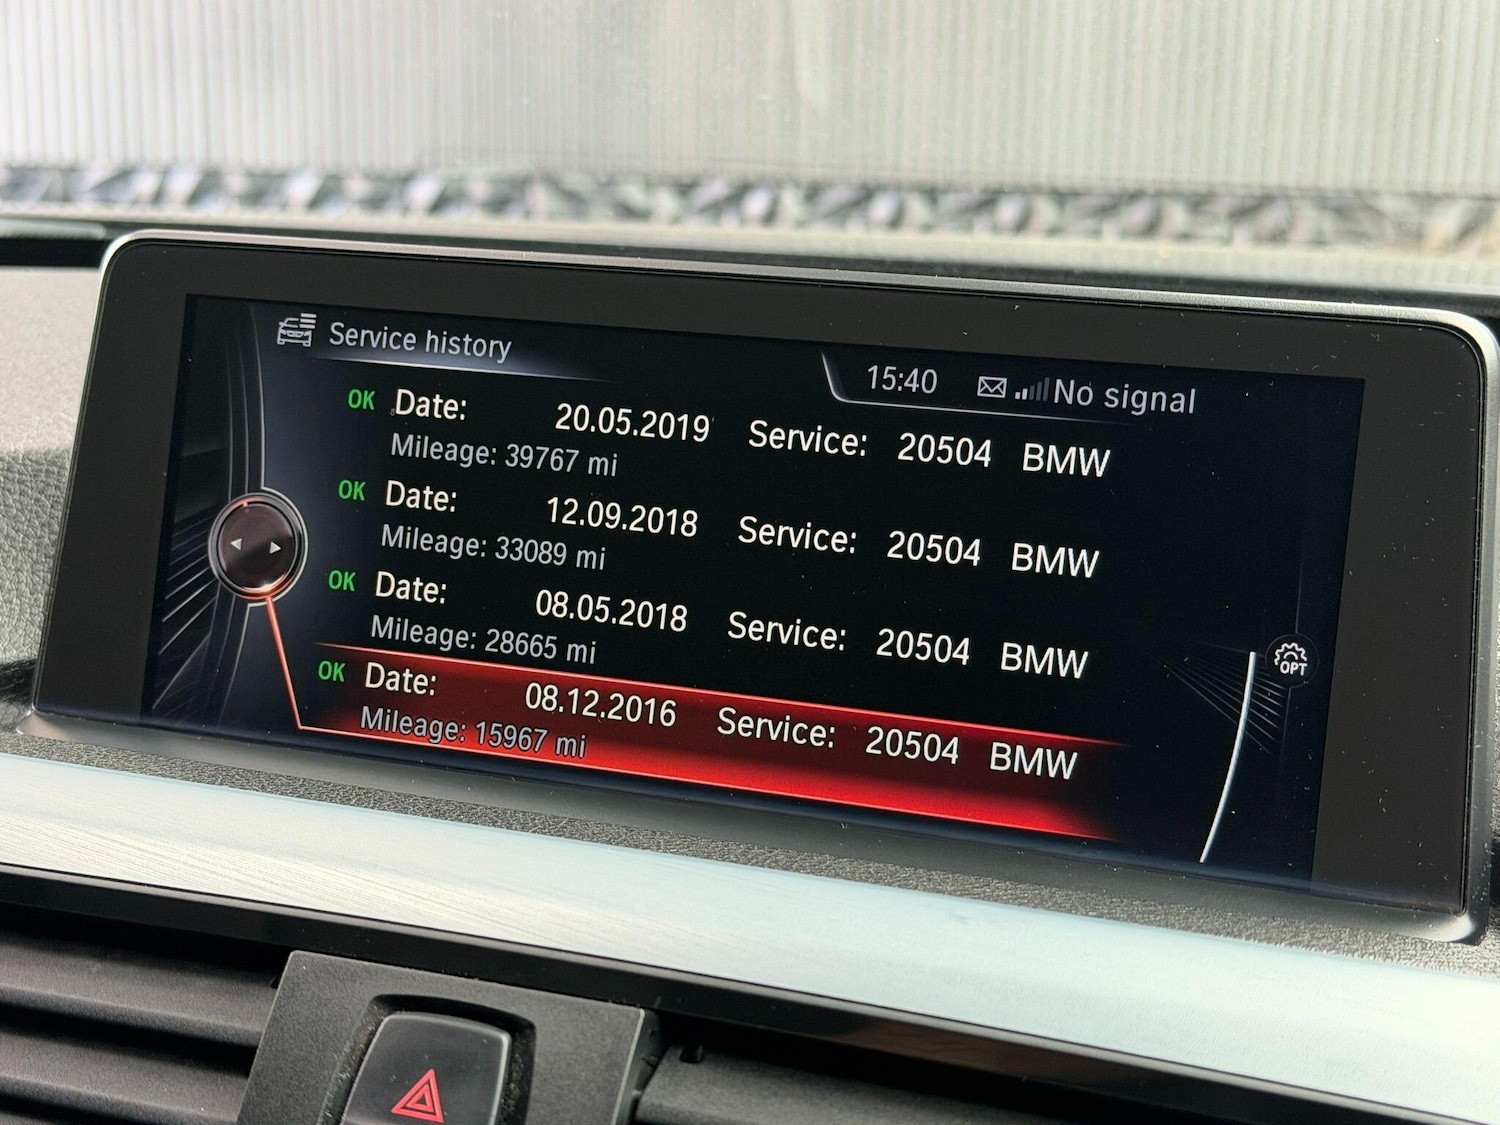 Service history
15:40 No signal
OK Date: 20.05.2019 Service: 20504 BMW
Mileage: 39767 mi
OK Date: 12.09.2018 Service: 20504 BMW
Mileage: 33089 mi
OK Date: 08.05.2018 Service: 20504 BMW
Mileage: 28665 mi
OPT
OK Date: 08.12.2016 Service: 20504 BMW
Mileage: 15967 mi